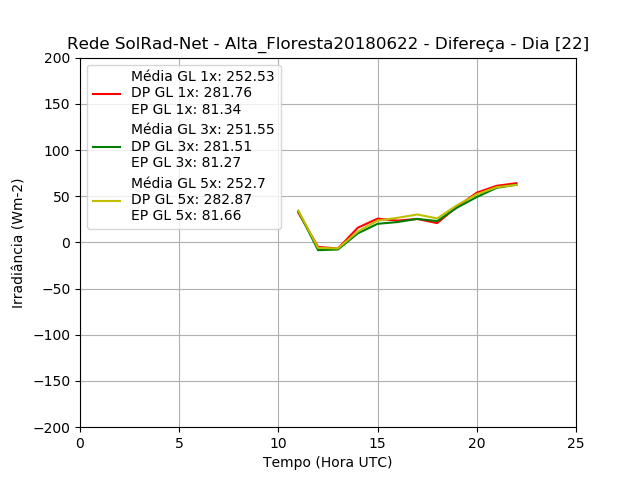 Rede SolRad-Net - Alta_Floresta20180622 - Difereça - Dia [22]
200
150
100
50
0
−50
−100
−150
−200
Irradiância (Wm-2)
Média GL 1x: 252.53
DP GL 1x: 281.76
EP GL 1x: 81.34
Média GL 3x: 251.55
DP GL 3x: 281.51
EP GL 3x: 81.27
Média GL 5x: 252.7
DP GL 5x: 282.87
EP GL 5x: 81.66
0 5 10 15 20 25
Tempo (Hora UTC)